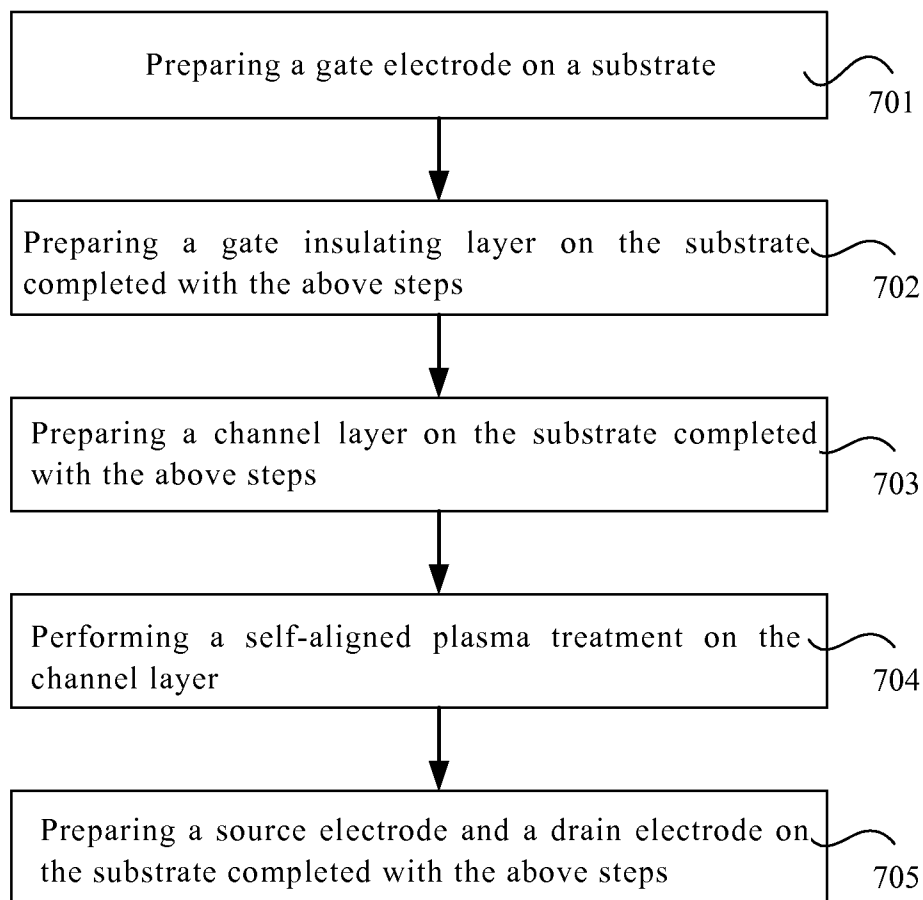 Preparing a gate electrode on a substrate
701
Preparing a gate insulating layer on the substrate
completed with the above steps
702
Preparing a channel layer on the substrate completed
with the above steps
703
Performing a self-aligned plasma treatment on the
channel layer
704
Preparing a source electrode and a drain electrode on
the substrate completed with the above steps
705